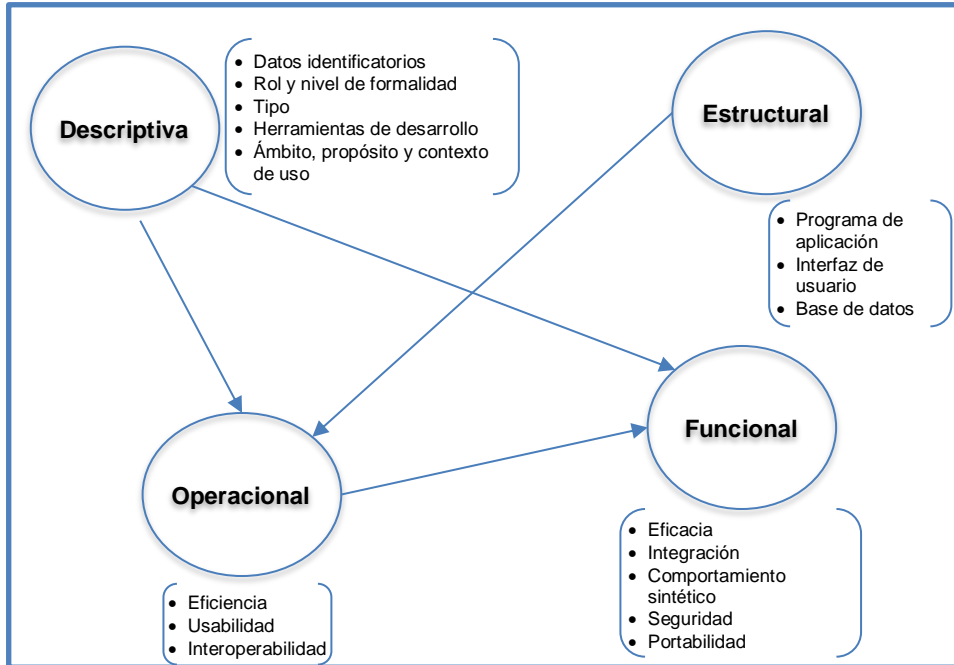 Descriptiva
• Datos identificatorios
• Rol y nivel de formalidad
• Tipo
• Herramientas de desarrollo
• Ámbito, propósito y contexto
de uso
Estructural
• Programa de
aplicación
• Interfaz de
usuario
• Base de datos
Operacional
• Eficiencia
• Usabilidad
• Interoperabilidad
Funcional
• Eficacia
• Integración
• Comportamiento
sintético
• Seguridad
• Portabilidad